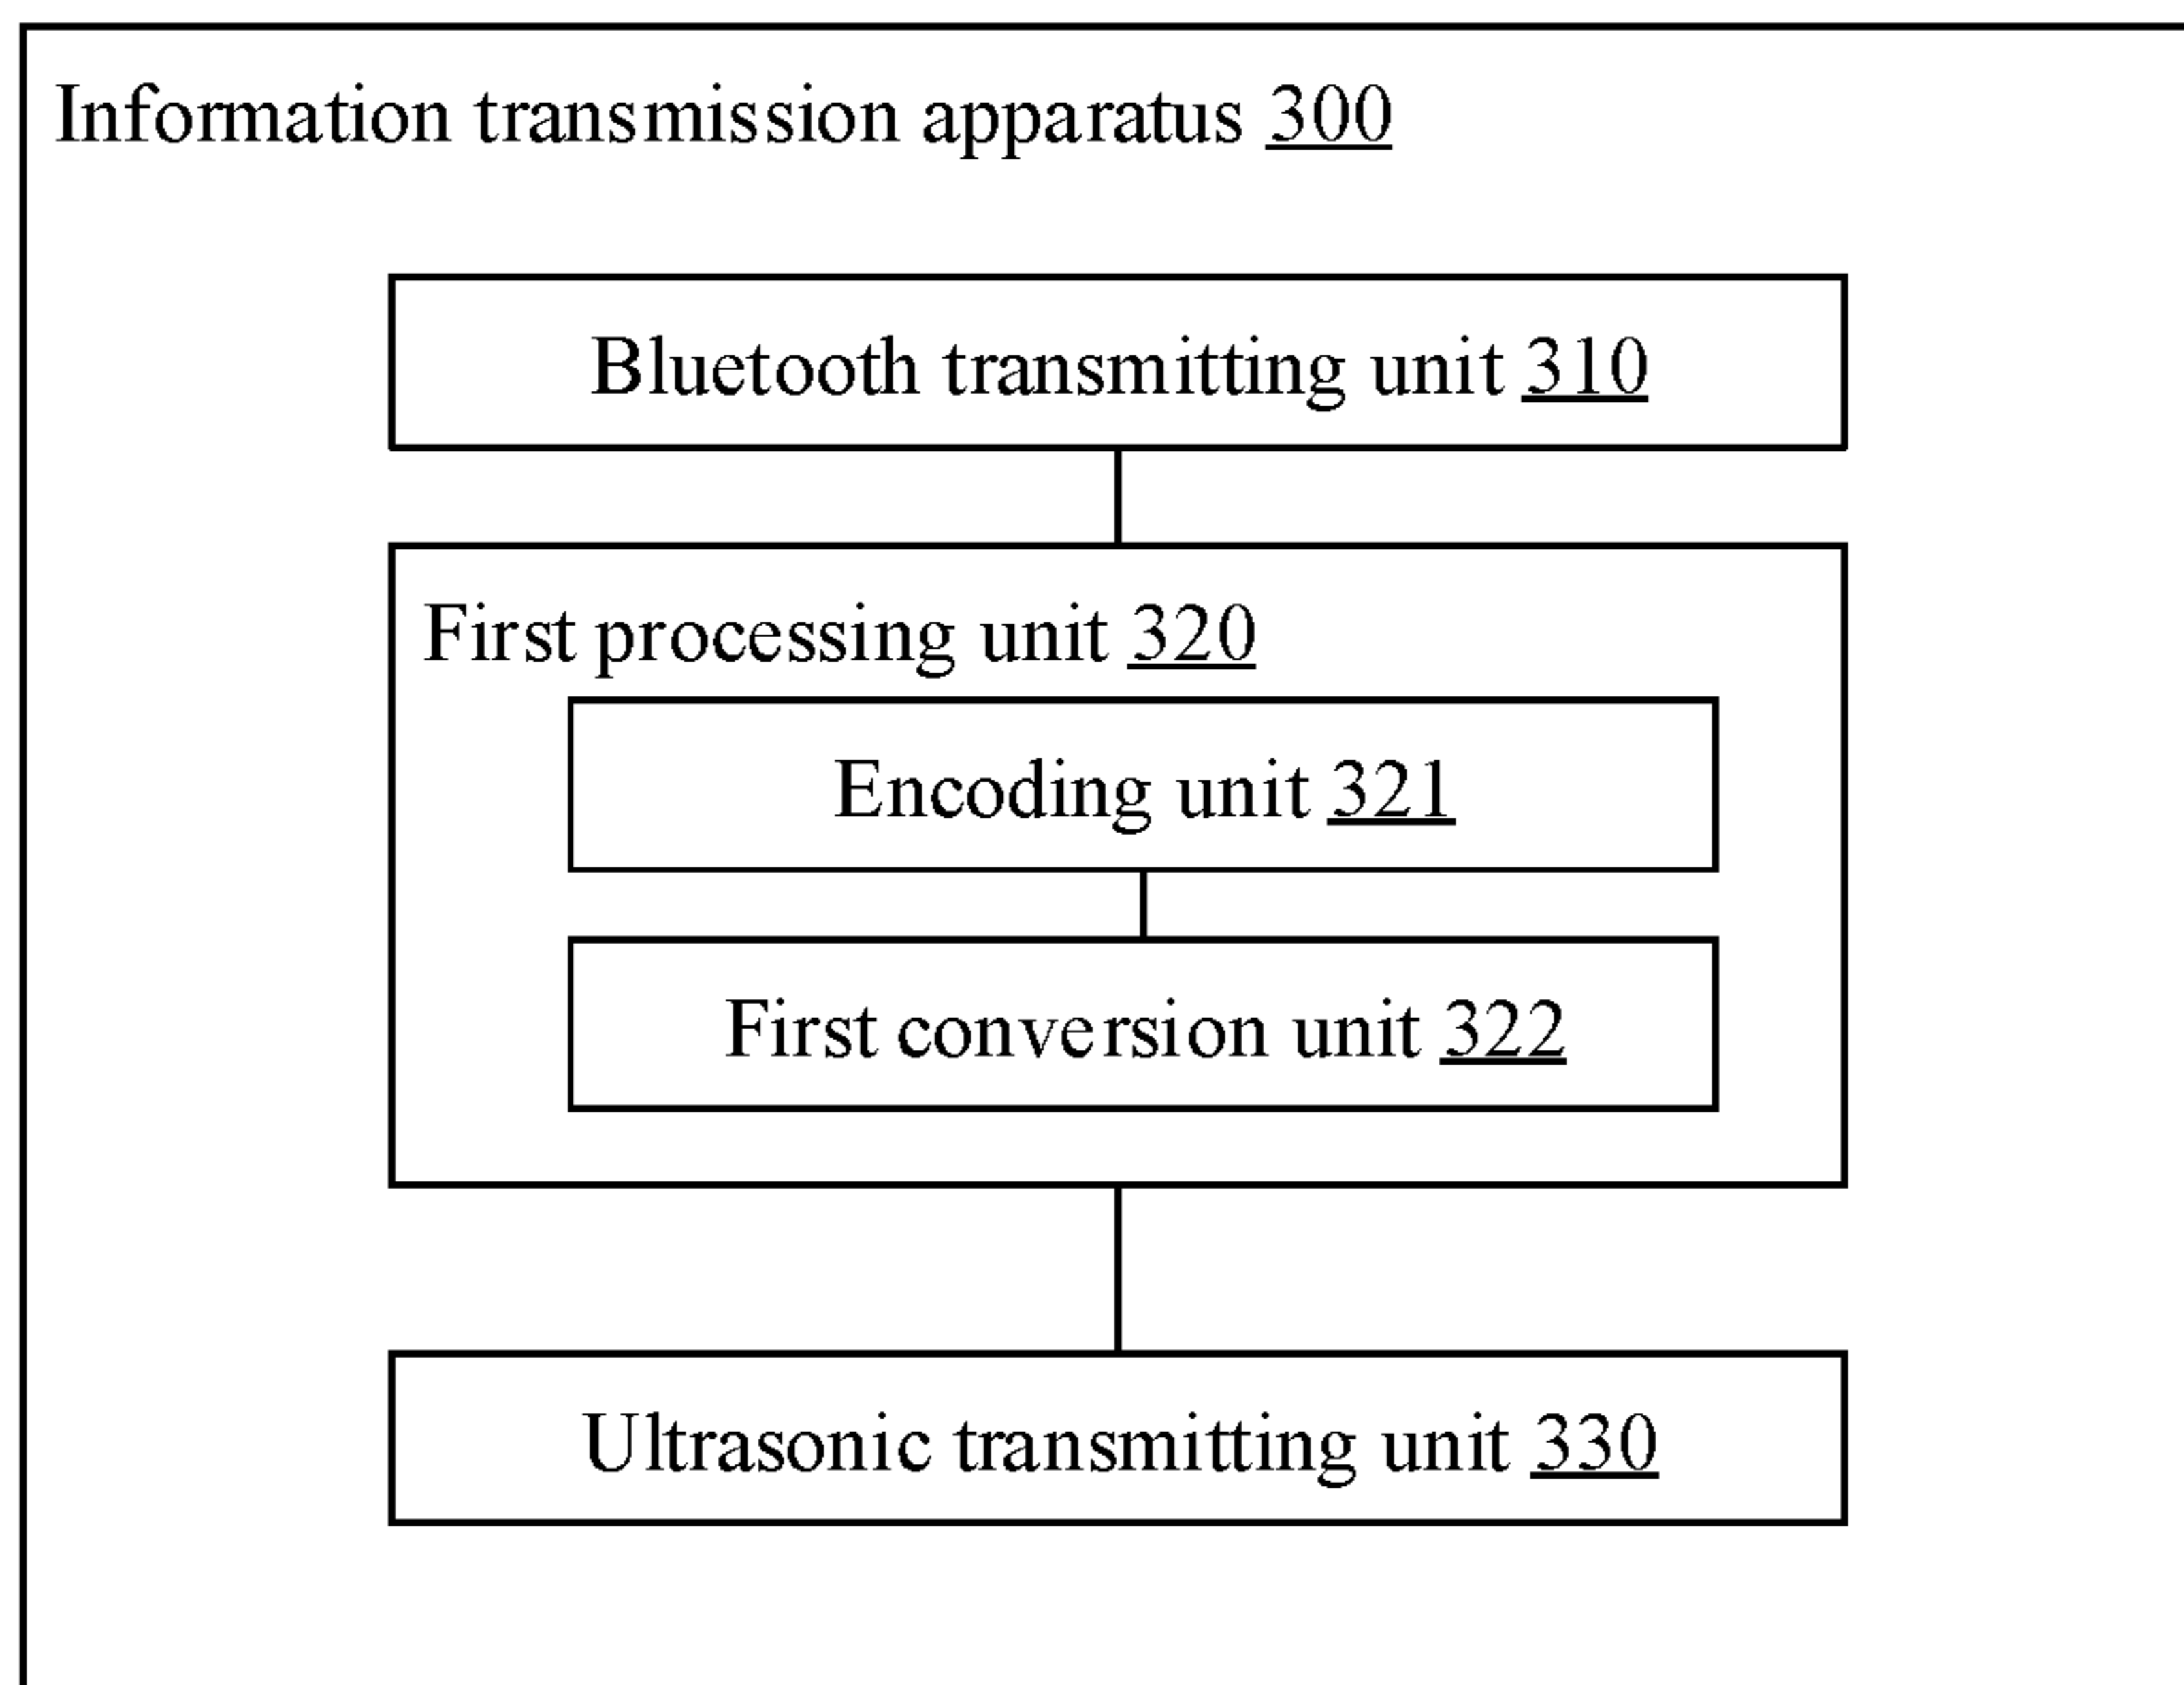 Information transmission apparatus 300
Bluetooth transmitting unit 310
First processing unit 320
Encoding unit 321
First conversion unit 322
Ultrasonic transmitting unit 330